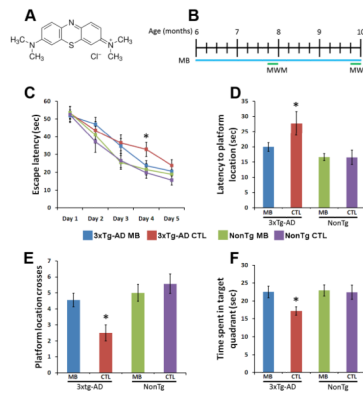 A
H₃C
N
CH₃
N
S
Cl⁻
N⁺
CH₃
CH₃
B
Age (months) 6 7 8 9 10
MB
MWM
MW
C
Escape latency (sec)
60
50
40
30
20
10
0
*
Day 1 Day 2 Day 3 Day 4 Day 5
D
Latency to platform
location (sec)
35
30
25
20
15
10
5
0
*
MB CTL MB CTL
3xTg-AD NonTg
3xTg-AD MB 3xTg-AD CTL NonTg MB NonTg CTL
E
Platform location crosses
7
6
5
4
3
2
1
0
*
MB CTL MB CTL
3xtg-AD NonTg
F
Time spent in target
quadrant (sec)
30
25
20
15
10
5
0
*
MB CTL MB CTL
3xTg-AD NonTg